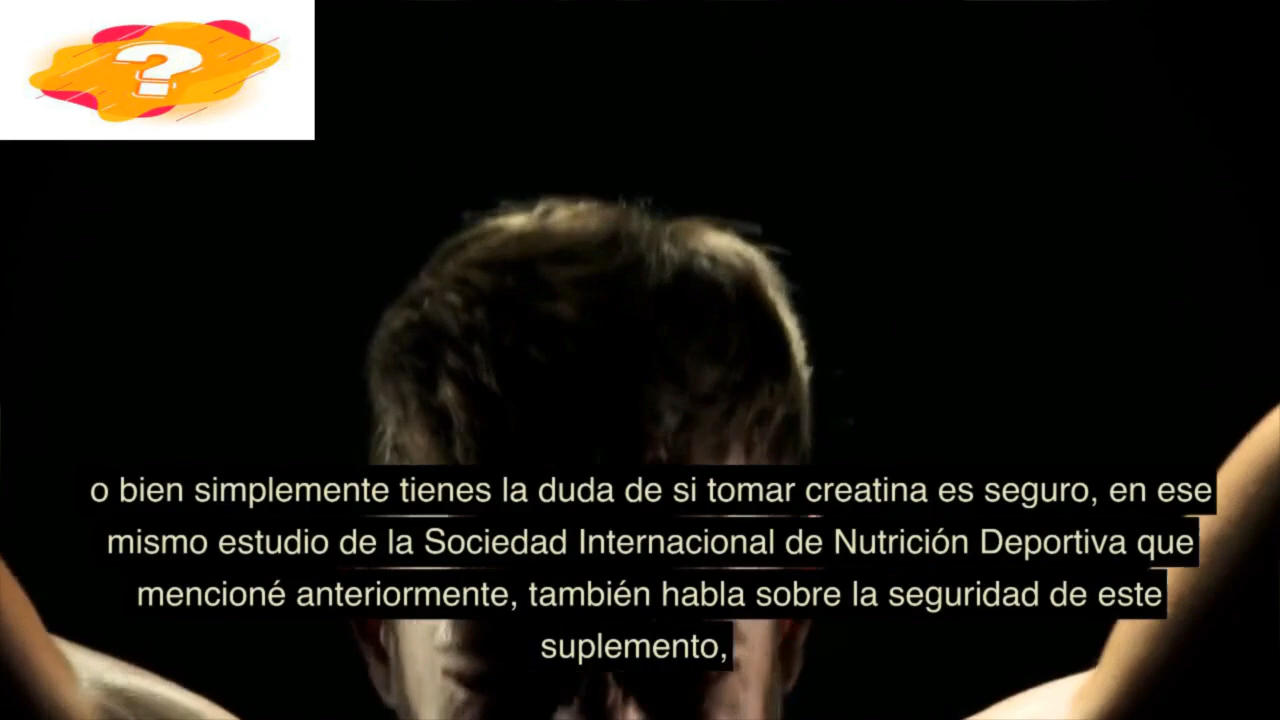 ?
o bien simplemente tienes la duda de si tomar creatina es seguro, en ese
mismo estudio de la Sociedad Internacional de Nutrición Deportiva que
mencioné anteriormente, también habla sobre la seguridad de este
suplemento,